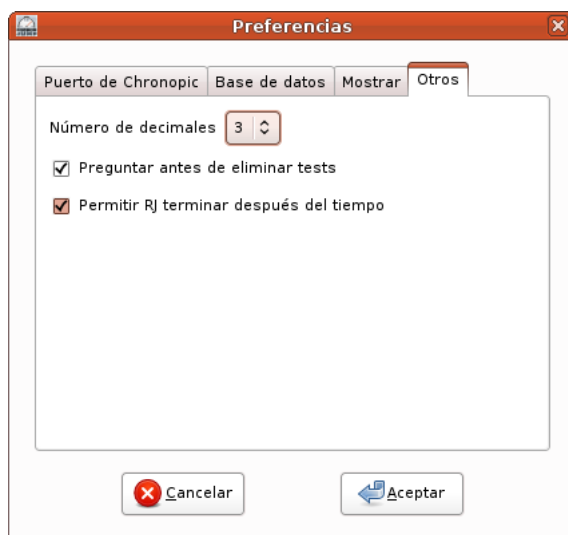 Preferencias
Puerto de Chronopic Base de datos Mostrar Otros
Número de decimales 3
Preguntar antes de eliminar tests
Permitir RJ terminar después del tiempo
Cancelar Aceptar